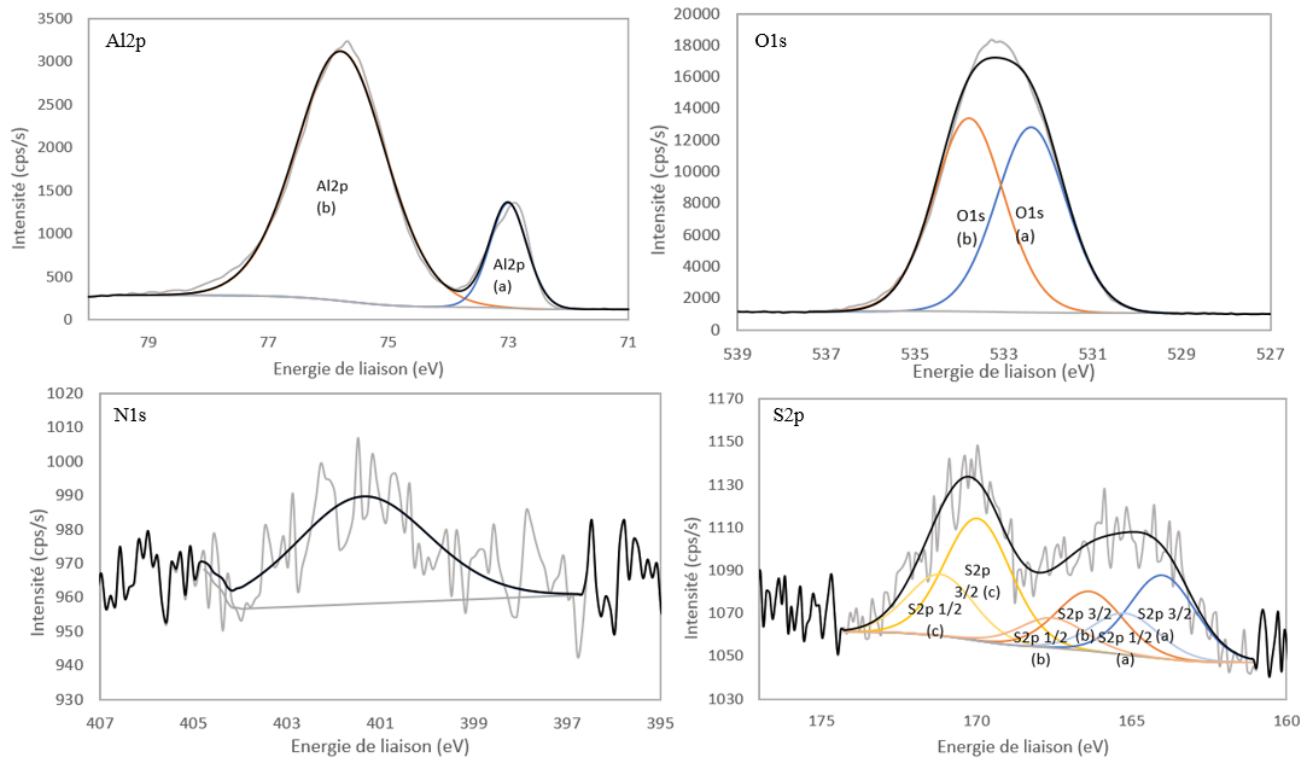 Al2p
Intensité (cps/s)
3500
3000
2500
2000
1500
1000
500
0
Al2p
(b)
Al2p
(a)
79
77
75
73
71
Energie de liaison (eV)
O1s
Intensité (cps/s)
20000
18000
16000
14000
12000
10000
8000
6000
4000
2000
0
O1s
(b)
O1s
(a)
539
537
535
533
531
529
527
Energie de liaison (eV)
N1s
Intensité (cps/s)
1020
1010
1000
990
980
970
960
950
940
930
407
405
403
401
399
397
395
Energie de liaison (eV)
S2p
Intensité (cps/s)
1170
1150
1130
1110
1090
1070
1050
1030
S2p
3/2 (c)
S2p 1/2
(c)
S2p 3/2
(b)
S2p 3/2
(a)
S2p 1/2
(b)
S2p 1/2
(a)
175
170
165
160
Energie de liaison (eV)